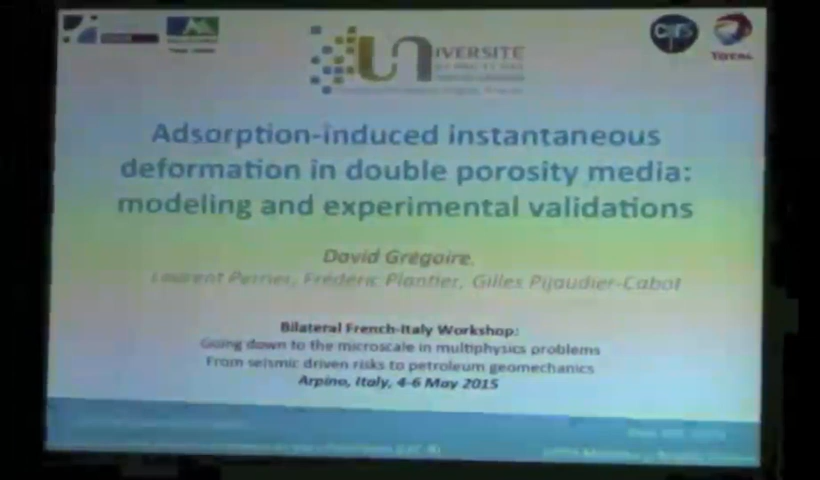 UNIVERSITE
TOTAL
Adsorption-induced instantaneous
deformation in double porosity media:
modeling and experimental validations
David Grégoire,
Laurent Perrier, Frédéric Plantier, Gilles Pijaudier-Cabot
Bilateral French-Italy Workshop:
Going down to the microscale in multiphysics problems
From seismic driven risks to petroleum geomechanics
Arpino, Italy, 4-6 May 2015